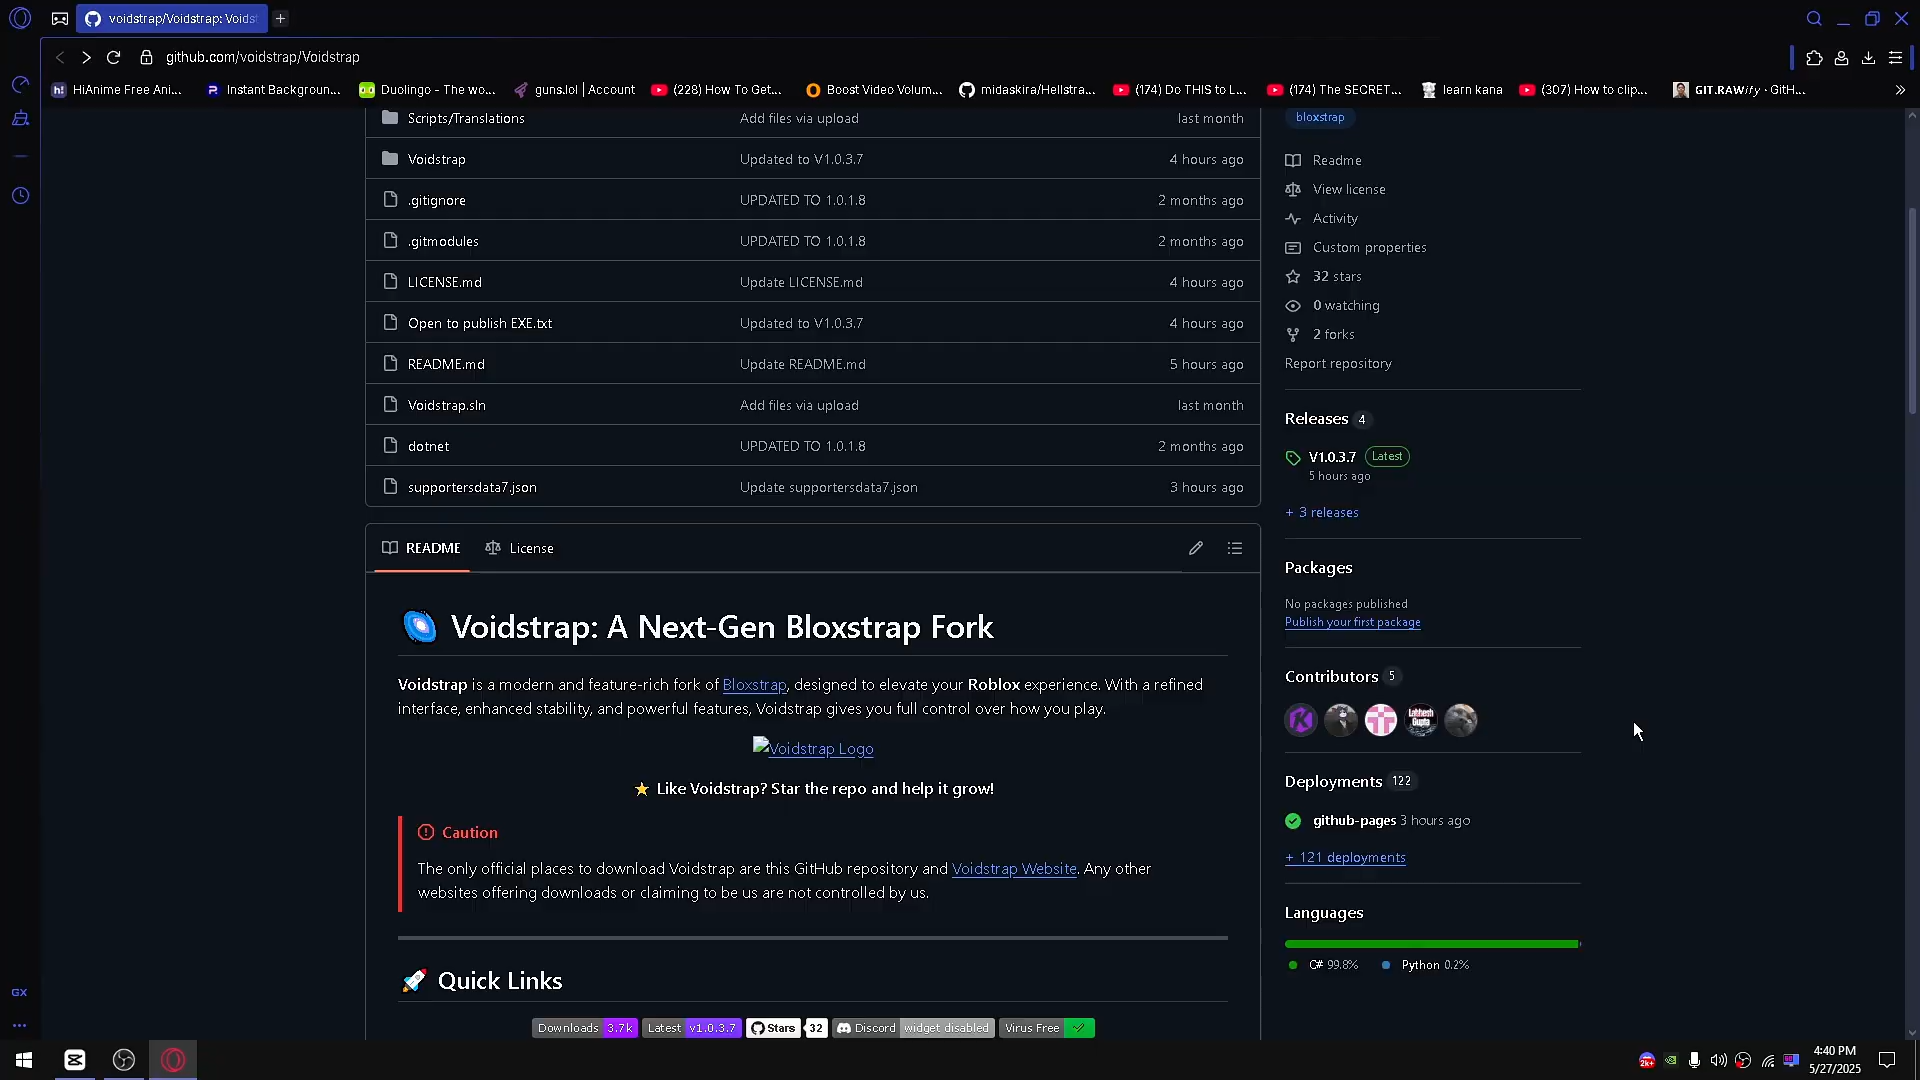 voidstrap/Voidstrap: Voids
github.com/voidstrap/Voidstrap
HiAnime Free Ani...
Instant Backgroun...
Duolingo - The wo...
guns.lol | Account
(228) How To Get...
Boost Video Volum...
midaskira/Hellstra...
(174) Do THIS to L...
(174) The SECRET...
learn kana
(307) How to clip...
GIT.RAWify · GitH...
Scripts/Translations Add files via upload last month
Voidstrap Updated to V1.0.3.7 4 hours ago
.gitignore UPDATED TO 1.0.1.8 2 months ago
.gitmodules UPDATED TO 1.0.1.8 2 months ago
LICENSE.md Update LICENSE.md 4 hours ago
Open to publish EXE.txt Updated to V1.0.3.7 4 hours ago
README.md Update README.md 5 hours ago
Voidstrap.sln Add files via upload last month
dotnet UPDATED TO 1.0.1.8 2 months ago
supportersdata7.json Update supportersdata7.json 3 hours ago
README License
Voidstrap: A Next-Gen Bloxstrap Fork
Voidstrap is a modern and feature-rich fork of Bloxstrap, designed to elevate your Roblox experience. With a refined
interface, enhanced stability, and powerful features, Voidstrap gives you full control over how you play.
Voidstrap Logo
Like Voidstrap? Star the repo and help it grow!
Caution
The only official places to download Voidstrap are this GitHub repository and Voidstrap Website. Any other
websites offering downloads or claiming to be us are not controlled by us.
Quick Links
Downloads 3.7k Latest v1.0.3.7 Stars 32 Discord widget disabled Virus Free ✓
bloxstrap
Readme
View license
Activity
Custom properties
32 stars
0 watching
2 forks
Report repository
Releases 4
V1.0.3.7 Latest
5 hours ago
+ 3 releases
Packages
No packages published
Publish your first package
Contributors 5
Lakhesh
Gupta
Deployments 122
github-pages 3 hours ago
+ 121 deployments
Languages
C# 99.8% Python 0.2%
GX
2K+
4:40 PM
5/27/2025